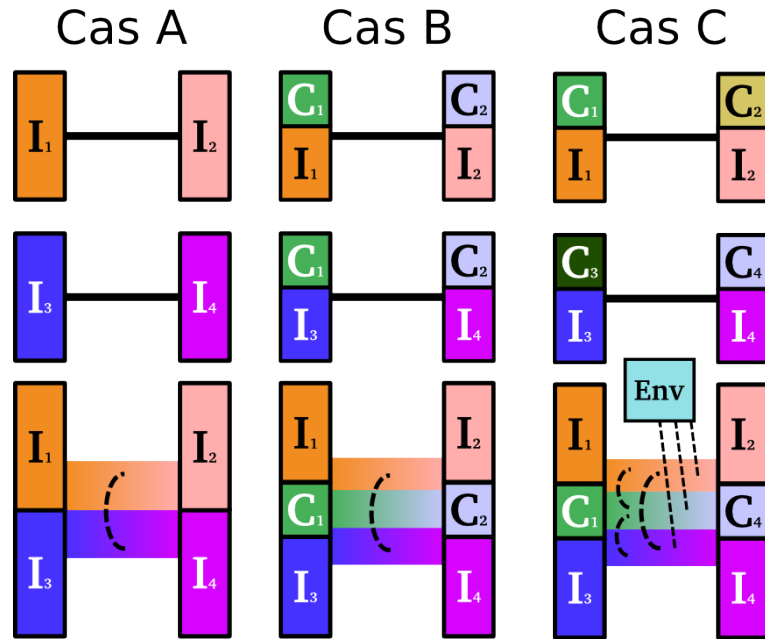 Cas A Cas B Cas C
I₁ I₂ C₁ C₂ C₁ C₂
I₁ I₂ I₁ I₂
I₃ I₄ C₁ C₂ C₃ C₄
I₃ I₄ I₃ I₄
Env
I₁ I₂ I₁ I₂ I₁ I₂
C₁ C₂ C₁ C₄
I₃ I₄ I₃ I₄ I₃ I₄